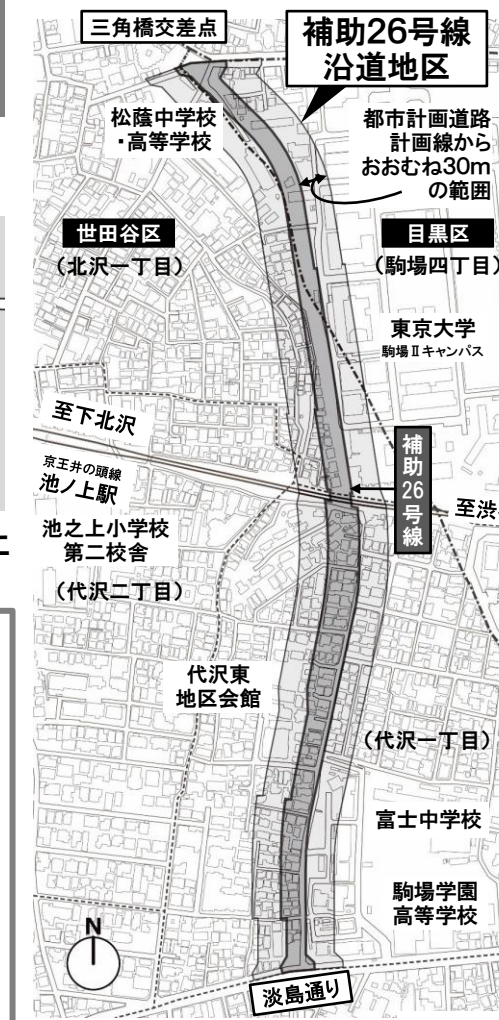 三角橋交差点
補助26号線
沿道地区
松蔭中学校
・高等学校
都市計画道路
計画線から
おおむね30m
の範囲
世田谷区
(北沢一丁目)
目黒区
(駒場四丁目)
東京大学
駒場Ⅱキャンパス
至下北沢
京王井の頭線
池ノ上駅
補助26号線
至渋
池之上小学校
第二校舎
(代沢二丁目)
代沢東
地区会館
(代沢一丁目)
富士中学校
駒場学園
高等学校
N
淡島通り